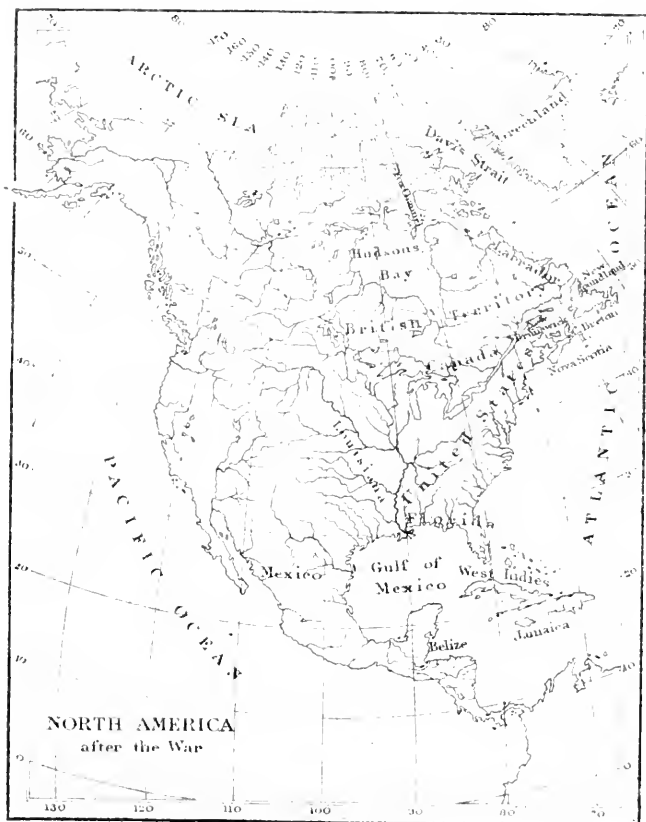 ARCTIC SEA
Greenland
Davis Strait
OCEAN
Hudsons
Bay
Labrador
New
foundland
British Territory
Brunswick
C. Breton
Canada
Nova Scotia
United States
Louisiana
ATLANTIC
PACIFIC OCEAN
Florida
Mexico
Gulf of
Mexico
West Indies
Jamaica
Belize
NORTH AMERICA
after the War
130 120 110 100 90 80